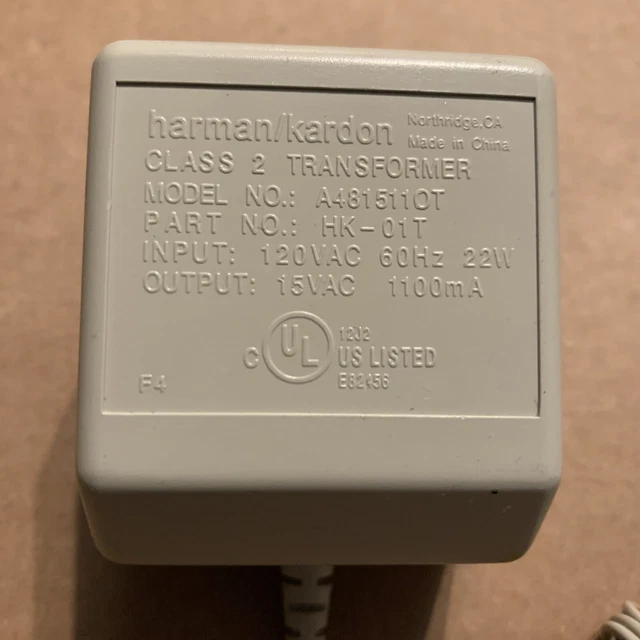 harman/kardon Northridge, CA
Made in China
CLASS 2 TRANSFORMER
MODEL NO.: A481511OT
PART NO.: HK-01T
INPUT: 120VAC 60Hz 22W
OUTPUT: 15VAC 1100mA
12J2
C UL US LISTED
E82456
F4